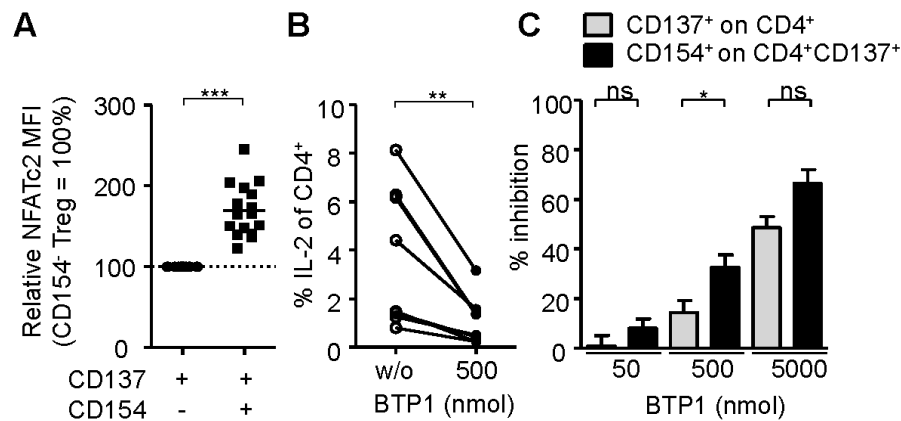 A
Relative NFATc2 MFI
(CD154- Treg = 100%)
300
200
100
0
***
CD137 + +
CD154 - +
B
% IL-2 of CD4+
10
8
6
4
2
0
**
w/o 500
BTP1 (nmol)
C
CD137+ on CD4+
CD154+ on CD4+CD137+
% inhibition
100
80
60
40
20
0
ns * ns
50 500 5000
BTP1 (nmol)